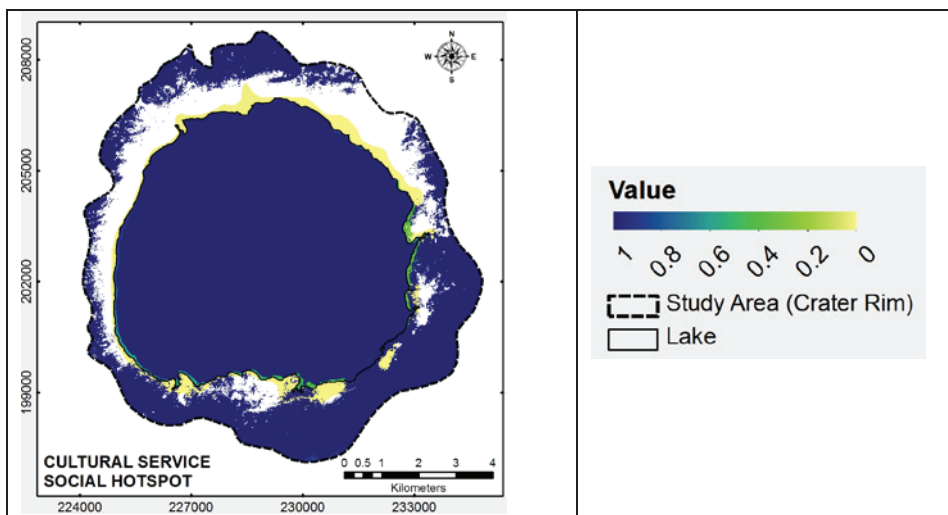 N
W E
S
208000
205000
202000
199000
CULTURAL SERVICE
SOCIAL HOTSPOT
0 0.5 1 2 3 4
Kilometers
224000 227000 230000 233000
Value
1 0.8 0.6 0.4 0.2 0
Study Area (Crater Rim)
Lake